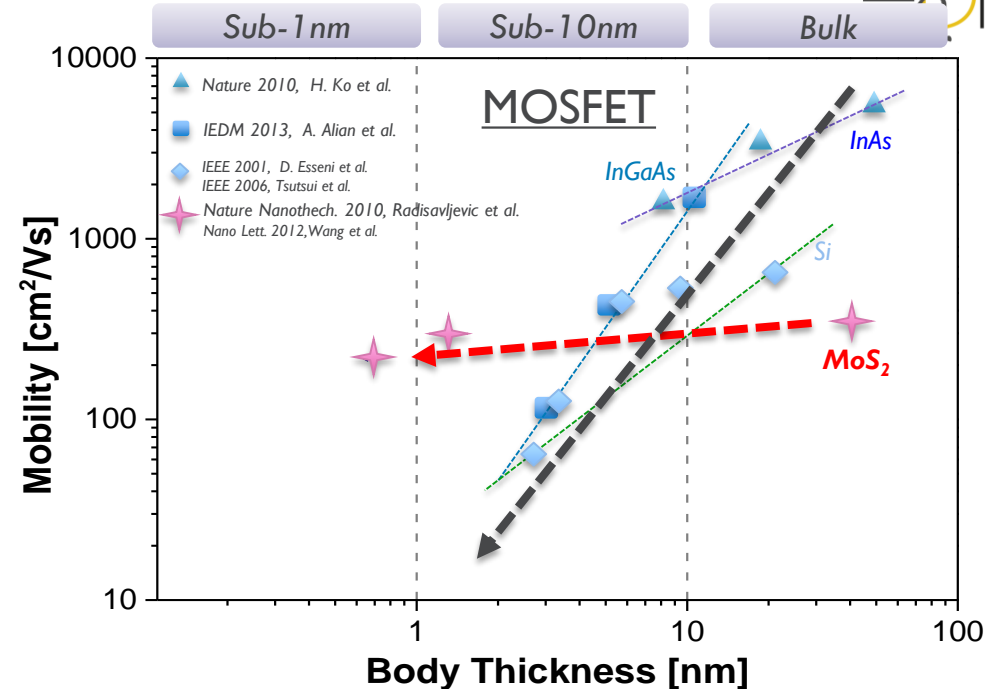 Sub-1nm
Sub-10nm
Bulk
10000
1000
100
10
Mobility [cm²/Vs]
Nature 2010, H. Ko et al.
IEDM 2013, A. Alian et al.
IEEE 2001, D. Esseni et al.
IEEE 2006, Tsutsui et al.
Nature Nanothech. 2010, Radisavljevic et al.
Nano Lett. 2012,Wang et al.
MOSFET
InGaAs
InAs
Si
MoS₂
1
10
100
Body Thickness [nm]